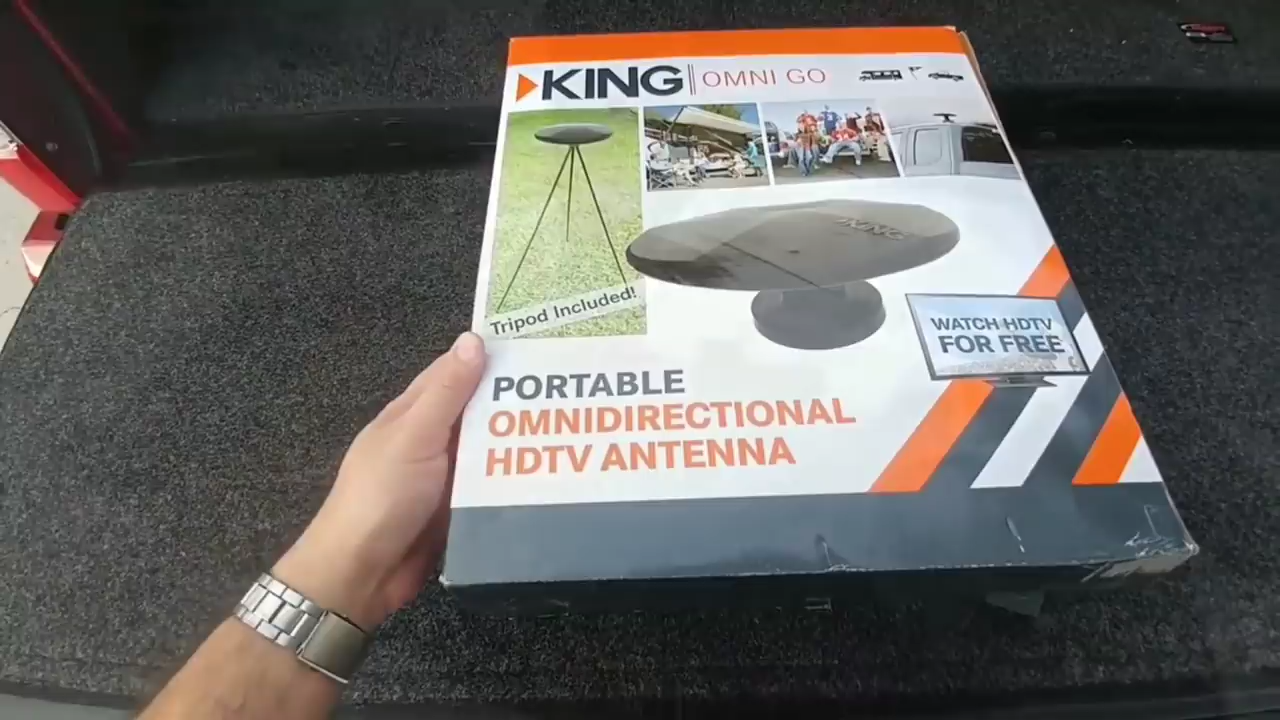 KING OMNI GO
KING
Tripod Included!
WATCH HDTV
FOR FREE
PORTABLE
OMNIDIRECTIONAL
HDTV ANTENNA